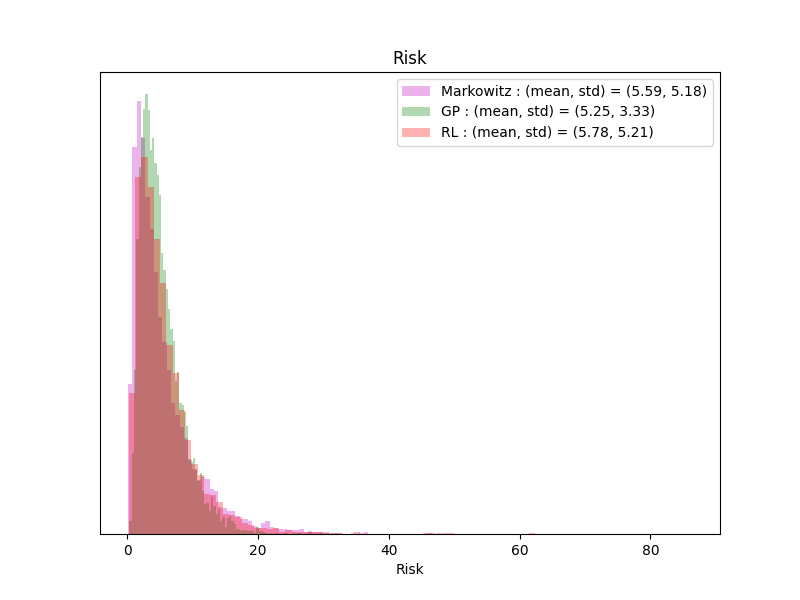 Risk
Markowitz : (mean, std) = (5.59, 5.18)
GP : (mean, std) = (5.25, 3.33)
RL : (mean, std) = (5.78, 5.21)
0 20 40 60 80
Risk